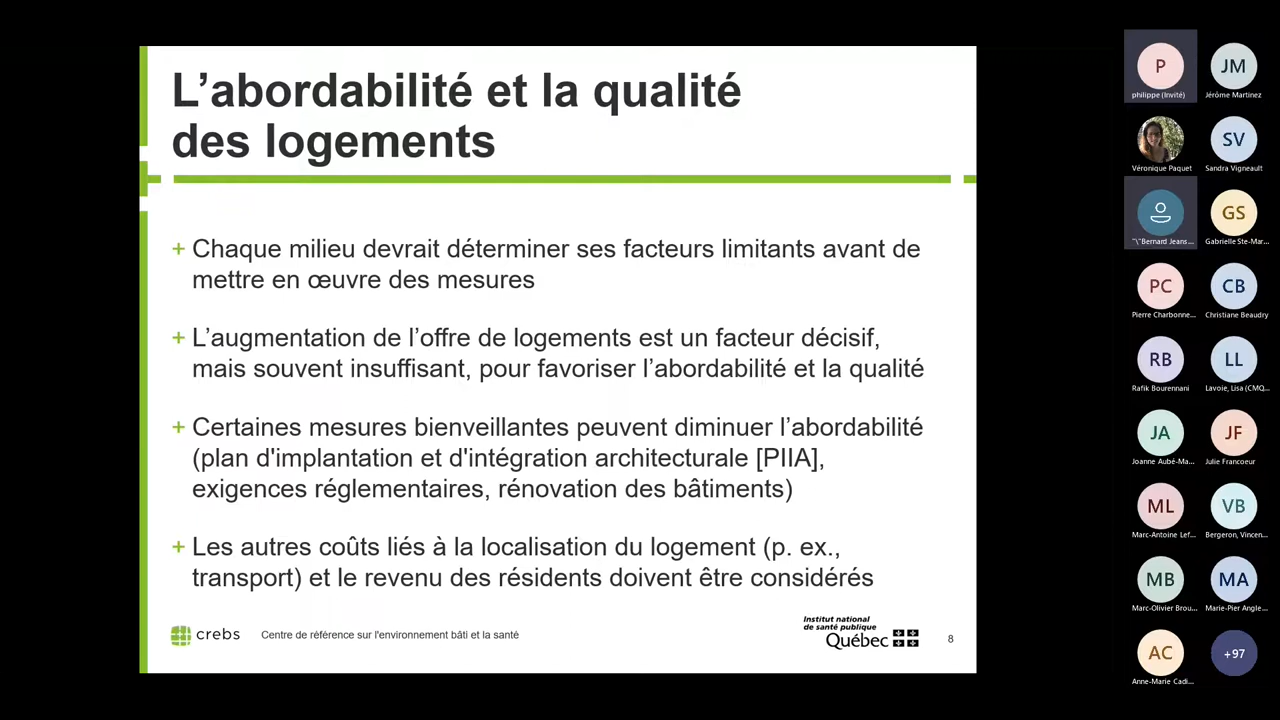 L’abordabilité et la qualité
des logements
+ Chaque milieu devrait déterminer ses facteurs limitants avant de
mettre en œuvre des mesures
+ L’augmentation de l’offre de logements est un facteur décisif,
mais souvent insuffisant, pour favoriser l’abordabilité et la qualité
+ Certaines mesures bienveillantes peuvent diminuer l’abordabilité
(plan d'implantation et d'intégration architecturale [PIIA],
exigences réglementaires, rénovation des bâtiments)
+ Les autres coûts liés à la localisation du logement (p. ex.,
transport) et le revenu des résidents doivent être considérés
crebs
Centre de référence sur l'environnement bâti et la santé
Institut national
de santé publique
Québec
8
P
philippe (Invité)
JM
Jérôme Martinez
Véronique Paquet
SV
Sandra Vigneault
"\"Bernard Jeans...
GS
Gabrielle Ste-Mar...
PC
Pierre Charbonne...
CB
Christiane Beaudry
RB
Rafik Bourennani
LL
Lavoie, Lisa (CMQ...
JA
Joanne Aubé-Ma...
JF
Julie Francoeur
ML
Marc-Antoine Lef...
VB
Bergeron, Vincen...
MB
Marc-Olivier Brou...
MA
Marie-Pier Angle...
AC
Anne-Marie Cadi...
+97